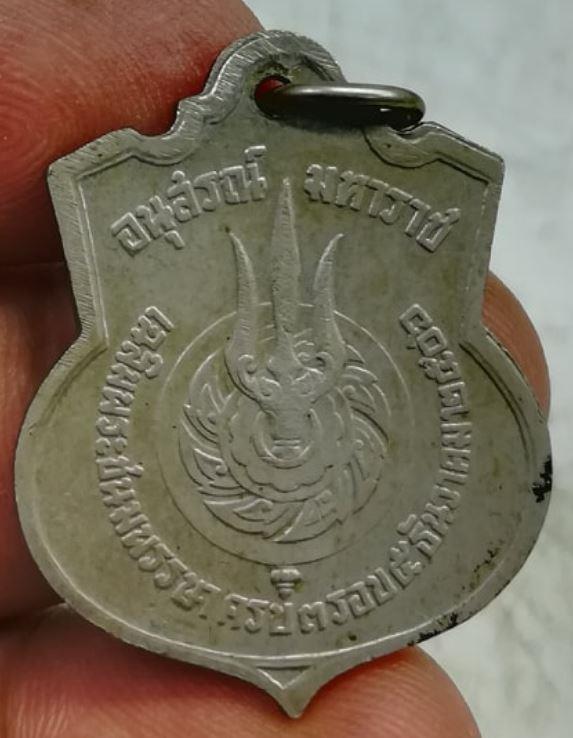 อนุสรณ์ มหาราช
เฉลิมพระชนมพรรษา ครบ ๓ รอบ ๕ ธันวาคม ๒๕๐๖